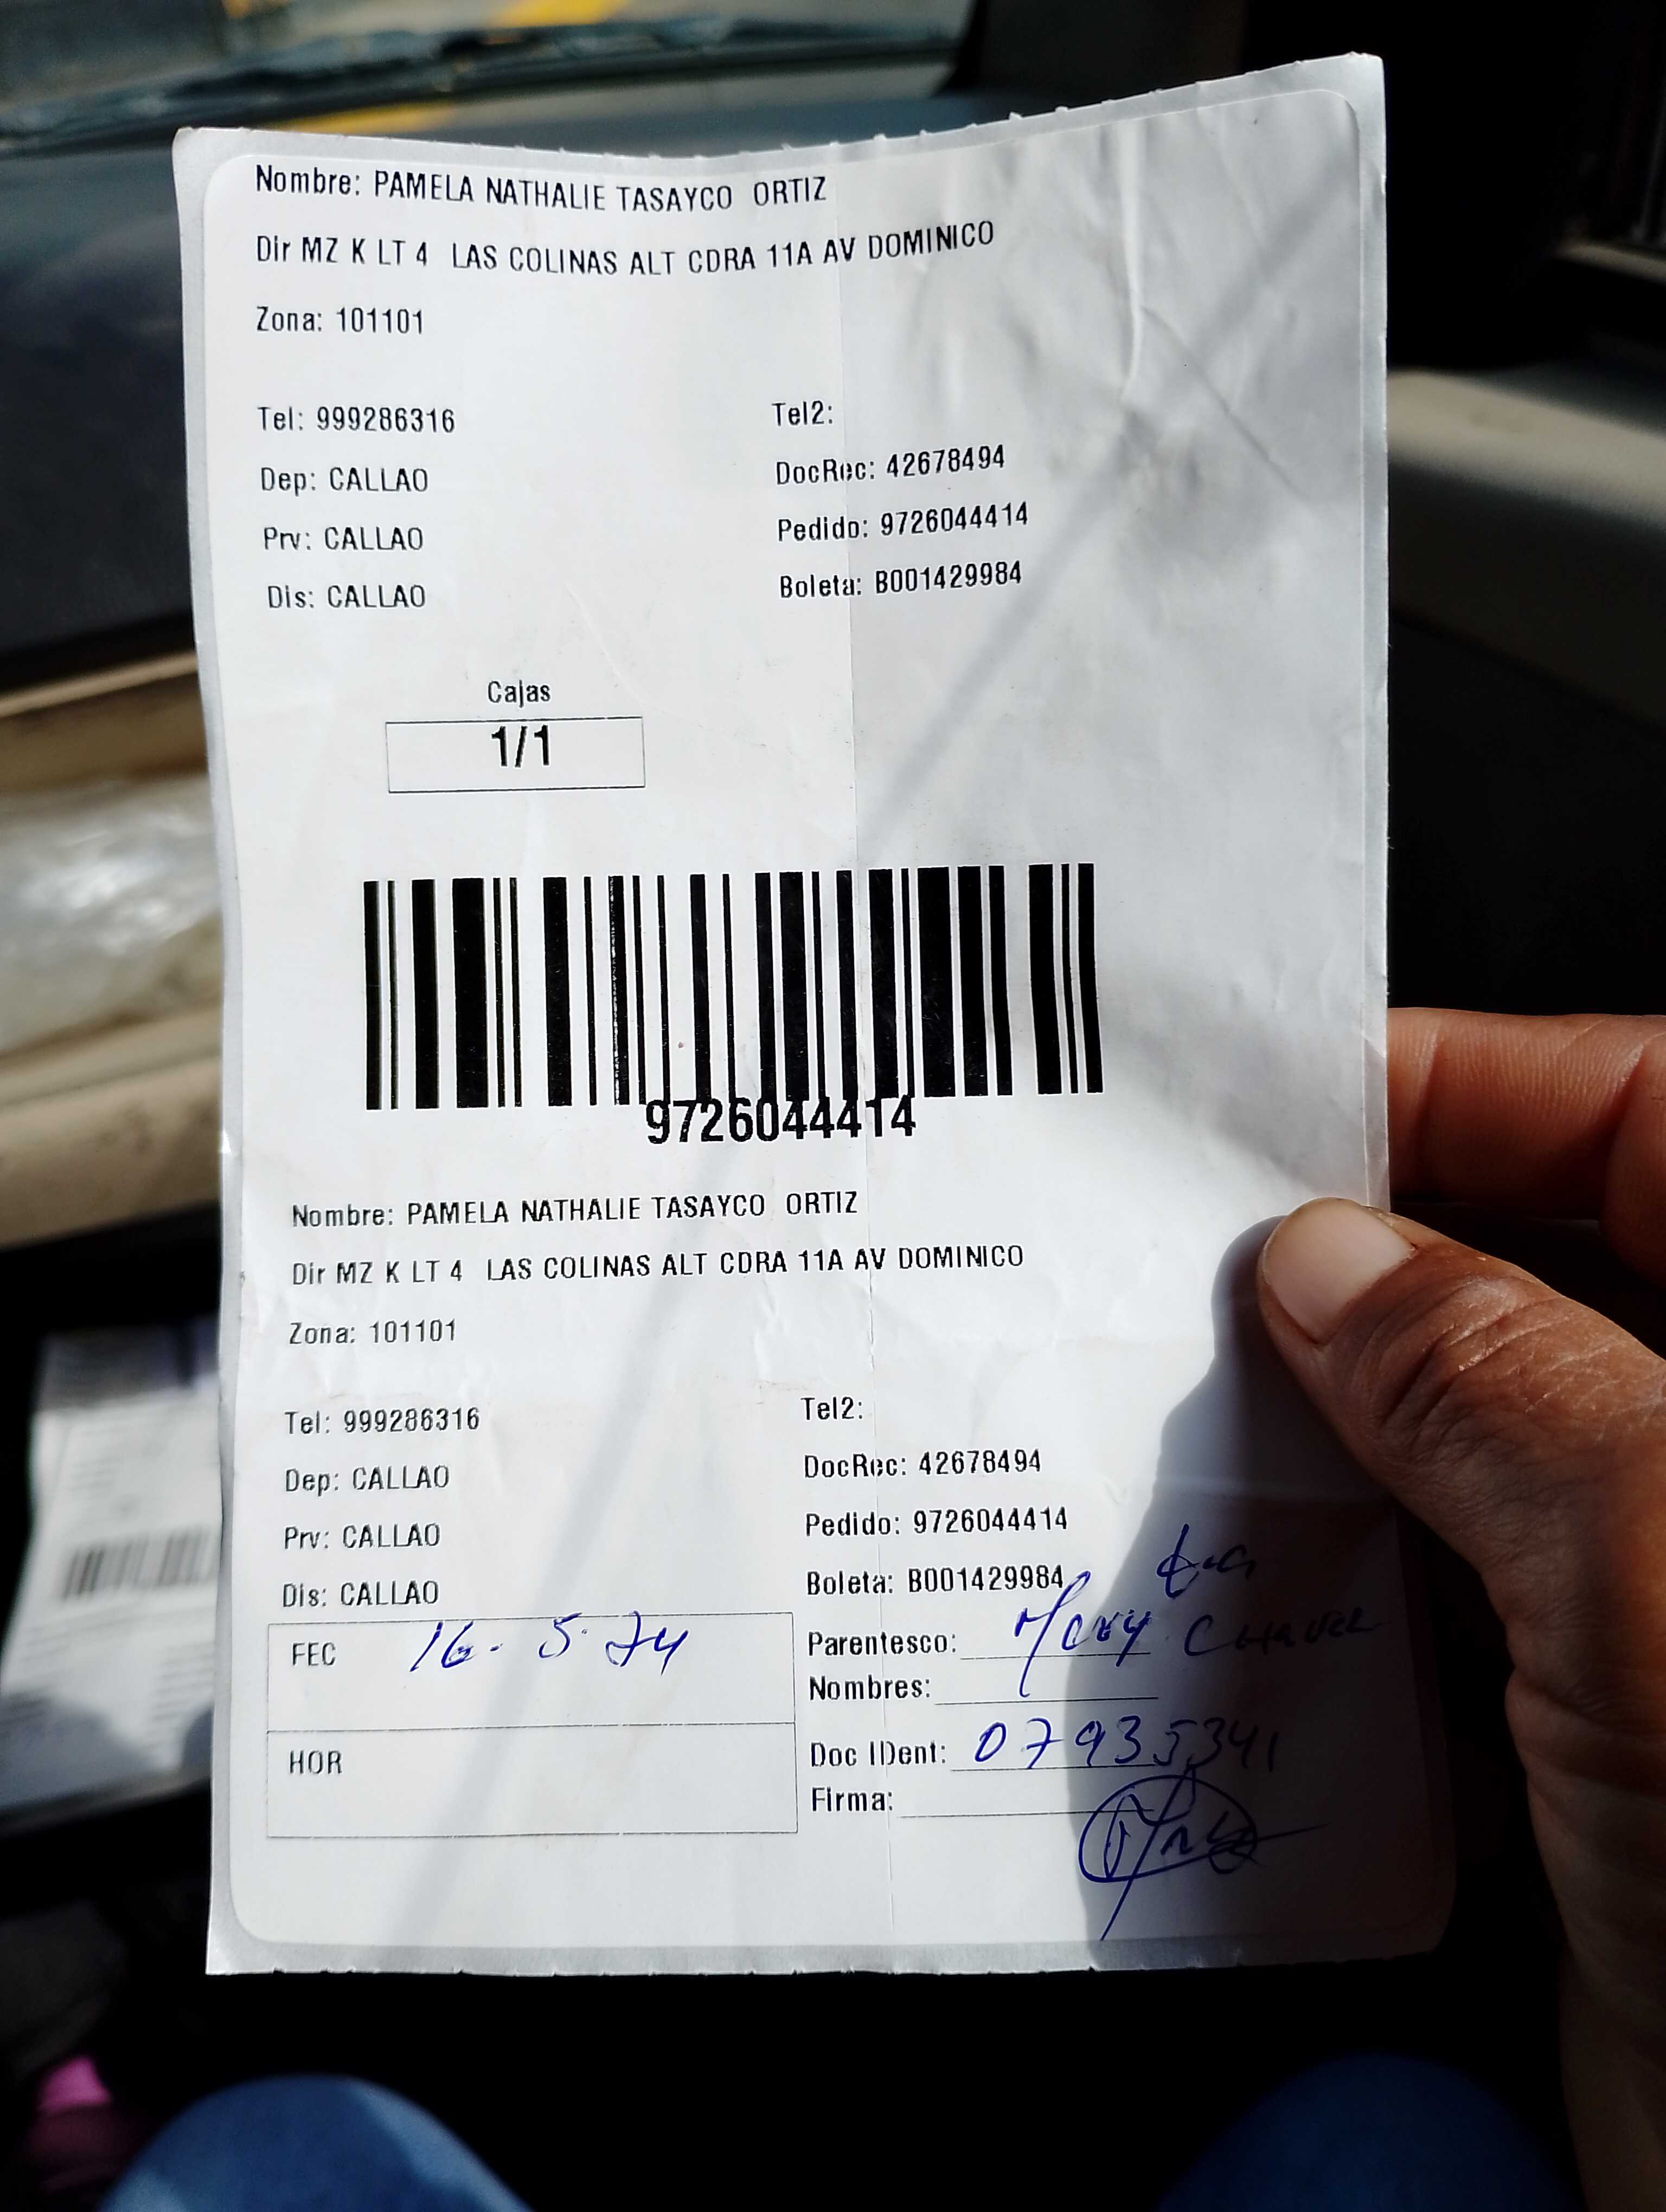 Nombre: PAMELA NATHALIE TASAYCO ORTIZ
Dir MZ K LT 4 LAS COLINAS ALT CDRA 11A AV DOMINICO
Zona: 101101
Tel: 999286316 Tel2:
Dep: CALLAO DocRec: 42678494
Prv: CALLAO Pedido: 9726044414
Dis: CALLAO Boleta: B001429984
Cajas
1/1
9726044414
Nombre: PAMELA NATHALIE TASAYCO ORTIZ
Dir MZ K LT 4 LAS COLINAS ALT CDRA 11A AV DOMINICO
Zona: 101101
Tel: 999286316 Tel2:
Dep: CALLAO DocRec: 42678494
Prv: CALLAO Pedido: 9726044414
Dis: CALLAO Boleta: B001429984
FEC 16. 5. 24 Parentesco:
Nombres:
HOR Doc IDent: 07935341
Firma: